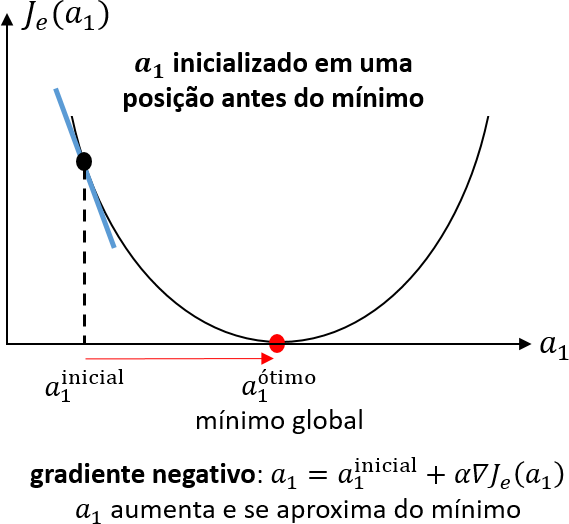 J_e(a_1)
a_1 inicializado em uma
posição antes do mínimo
a_1
a_1^inicial a_1^ótimo
mínimo global
gradiente negativo: a_1 = a_1^inicial + α∇J_e(a_1)
a_1 aumenta e se aproxima do mínimo